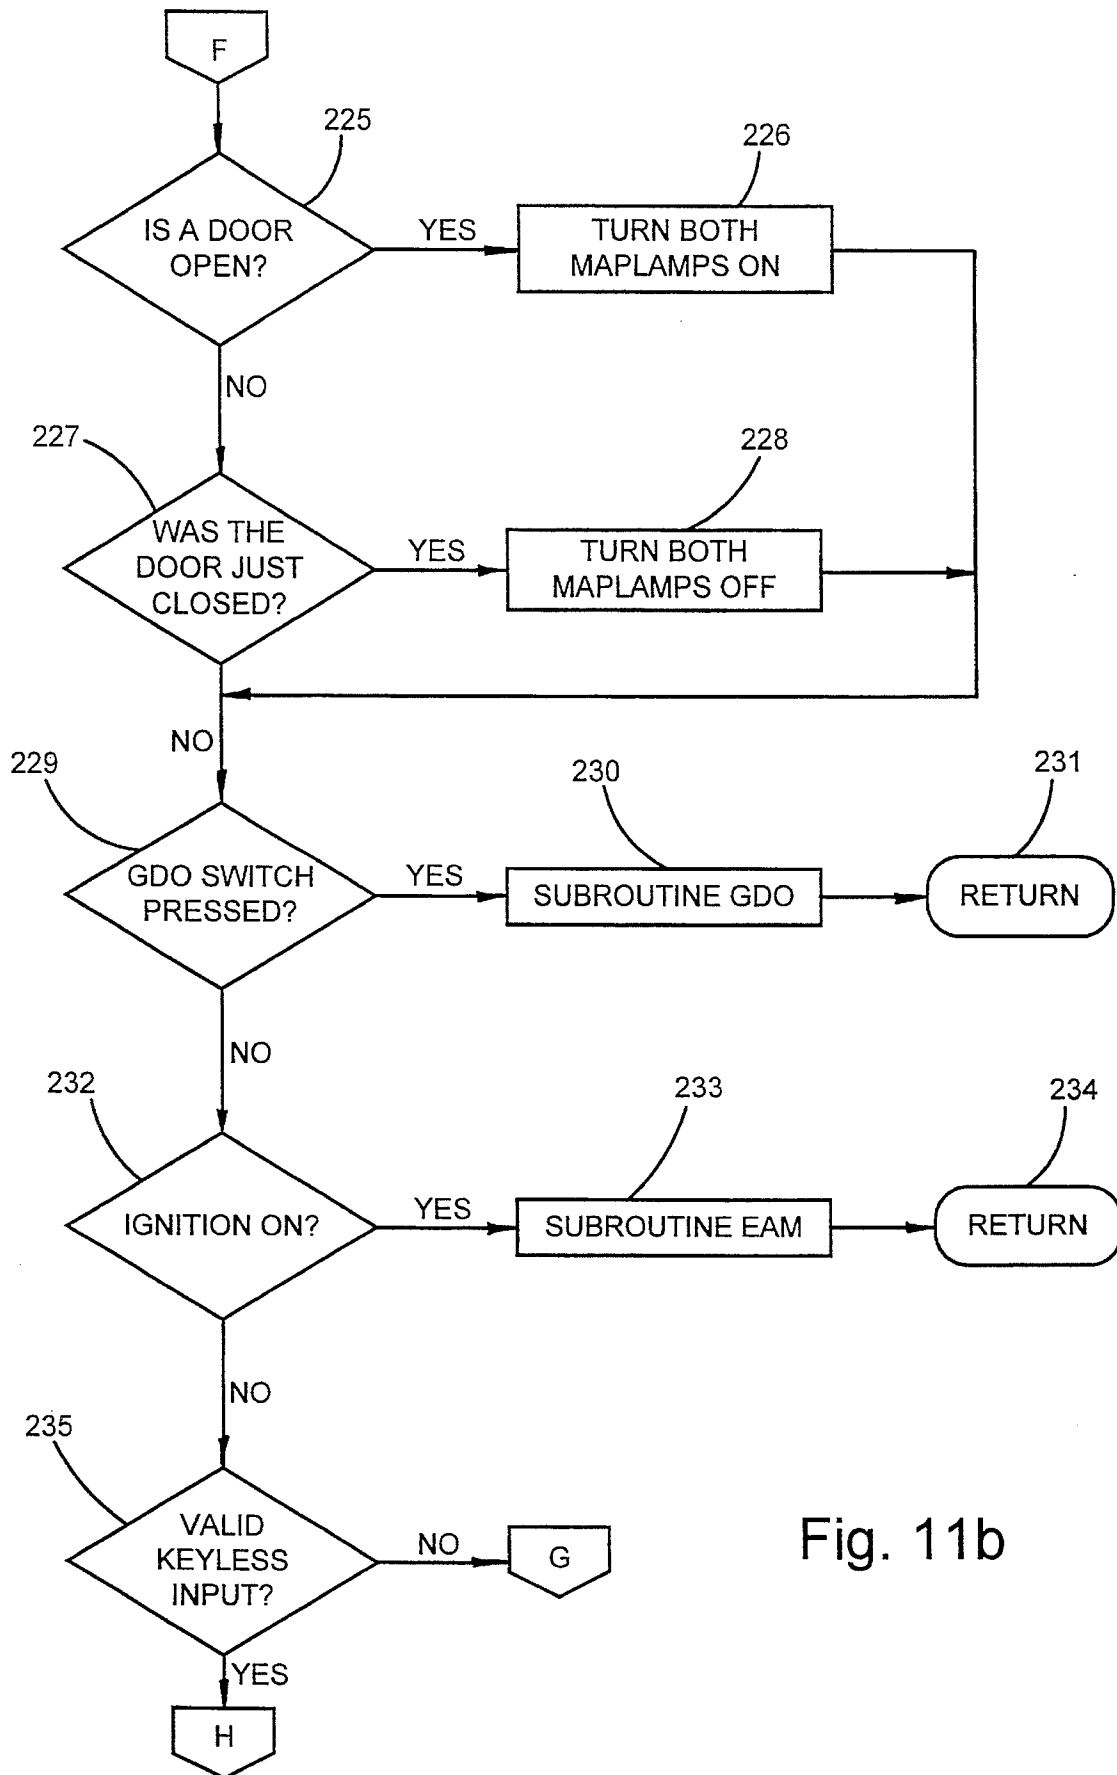 F
225
226
IS A DOOR
OPEN?
YES
TURN BOTH
MAPLAMPS ON
NO
227
228
WAS THE
DOOR JUST
CLOSED?
YES
TURN BOTH
MAPLAMPS OFF
NO
229
230
231
GDO SWITCH
PRESSED?
YES
SUBROUTINE GDO
RETURN
NO
232
233
234
IGNITION ON?
YES
SUBROUTINE EAM
RETURN
NO
235
VALID
KEYLESS
INPUT?
NO
G
Fig. 11b
YES
H